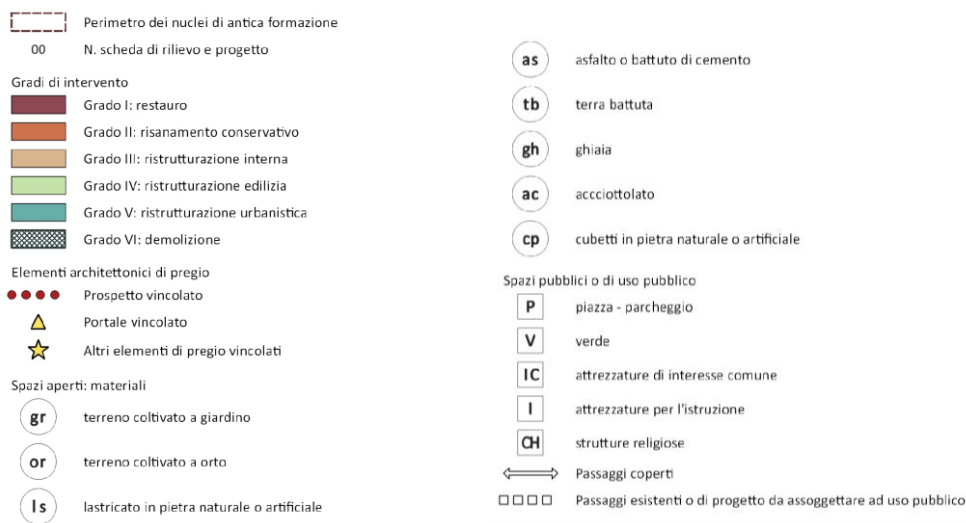 Perimetro dei nuclei di antica formazione
00 N. scheda di rilievo e progetto
Gradi di intervento
Grado I: restauro
Grado II: risanamento conservativo
Grado III: ristrutturazione interna
Grado IV: ristrutturazione edilizia
Grado V: ristrutturazione urbanistica
Grado VI: demolizione
Elementi architettonici di pregio
Prospetto vincolato
Portale vincolato
Altri elementi di pregio vincolati
Spazi aperti: materiali
gr terreno coltivato a giardino
or terreno coltivato a orto
ls lastricato in pietra naturale o artificiale
as asfalto o battuto di cemento
tb terra battuta
gh ghiaia
ac accciottolato
cp cubetti in pietra naturale o artificiale
Spazi pubblici o di uso pubblico
P piazza - parcheggio
V verde
IC attrezzature di interesse comune
I attrezzature per l'istruzione
CH strutture religiose
Passaggi coperti
Passaggi esistenti o di progetto da assoggettare ad uso pubblico